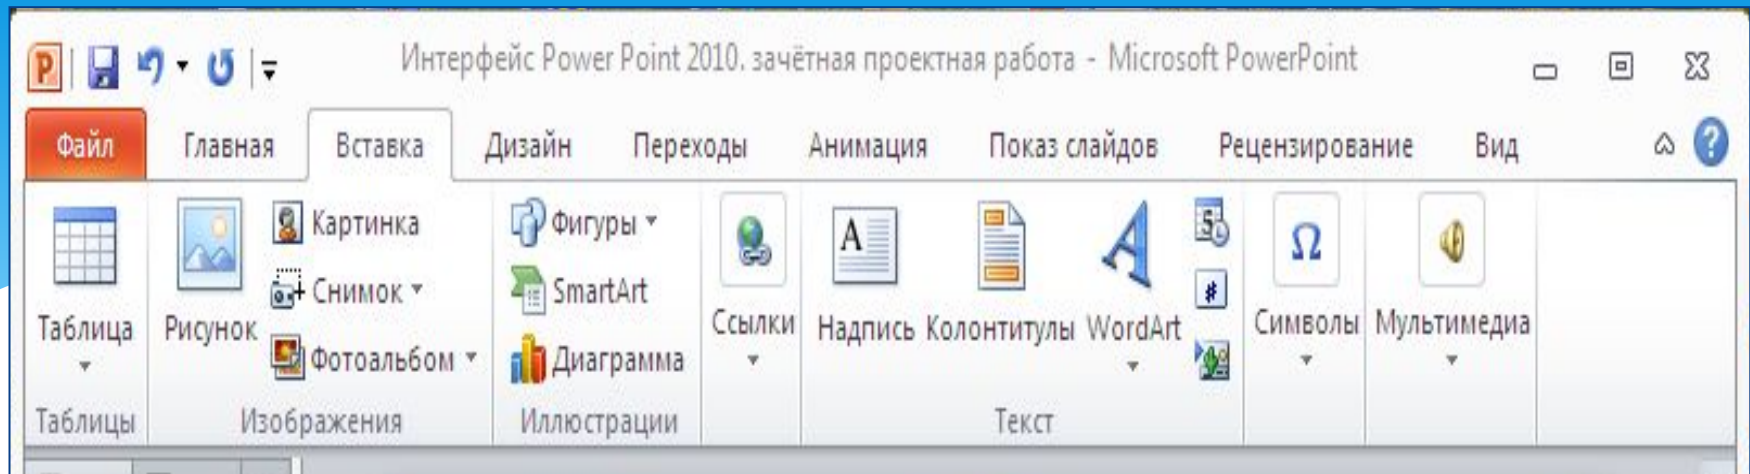 Интерфейс Power Point 2010. зачётная проектная работа - Microsoft PowerPoint
Файл Главная Вставка Дизайн Переходы Анимация Показ слайдов Рецензирование Вид
Таблица
Рисунок
Картинка
Снимок
Фотоальбом
Фигуры
SmartArt
Диаграмма
Ссылки
Надпись
Колонтитулы
WordArt
Символы
Мультимедиа
Таблицы Изображения Иллюстрации Текст